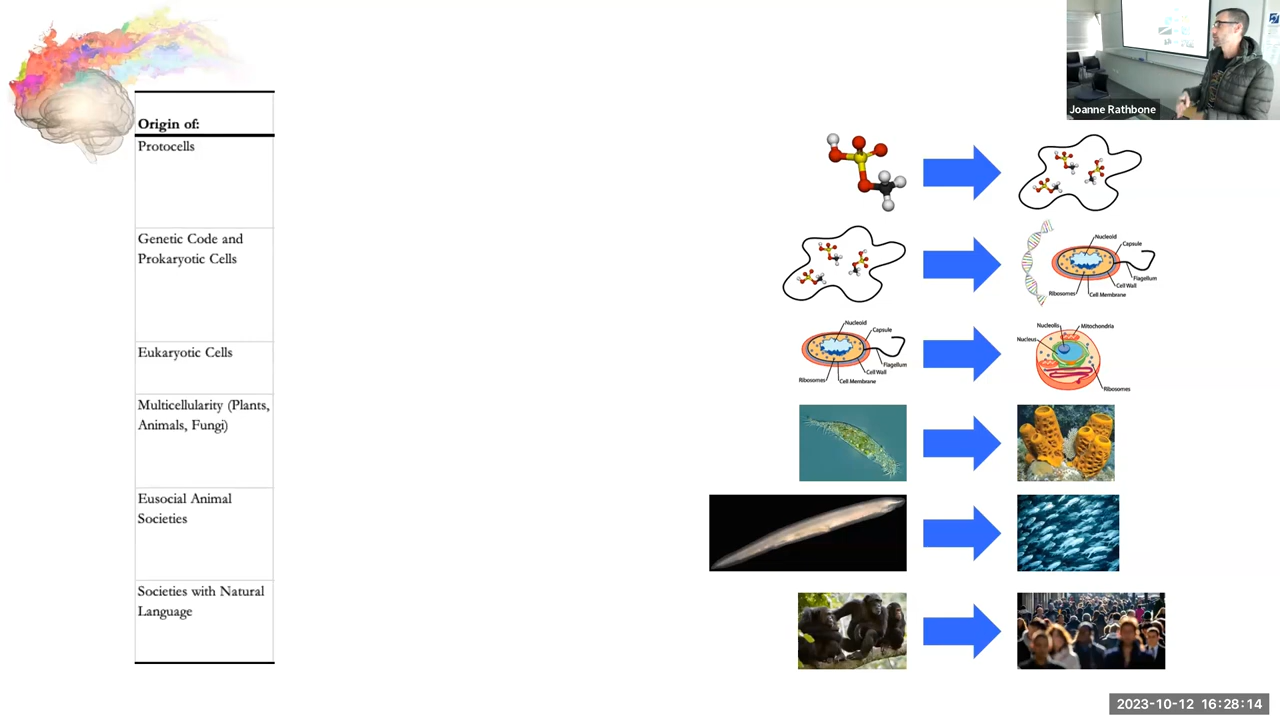 Joanne Rathbone
Origin of:
Protocells
Genetic Code and
Prokaryotic Cells
Nucleoid
Capsule
Flagellum
Cell Wall
Ribosomes
Cell Membrane
Eukaryotic Cells
Nucleoid
Capsule
Flagellum
Cell Wall
Ribosomes
Cell Membrane
Nucleolis
Mitochondria
Nucleus
Ribosomes
Multicellularity (Plants,
Animals, Fungi)
Eusocial Animal
Societies
Societies with Natural
Language
2023-10-12 16:28:14